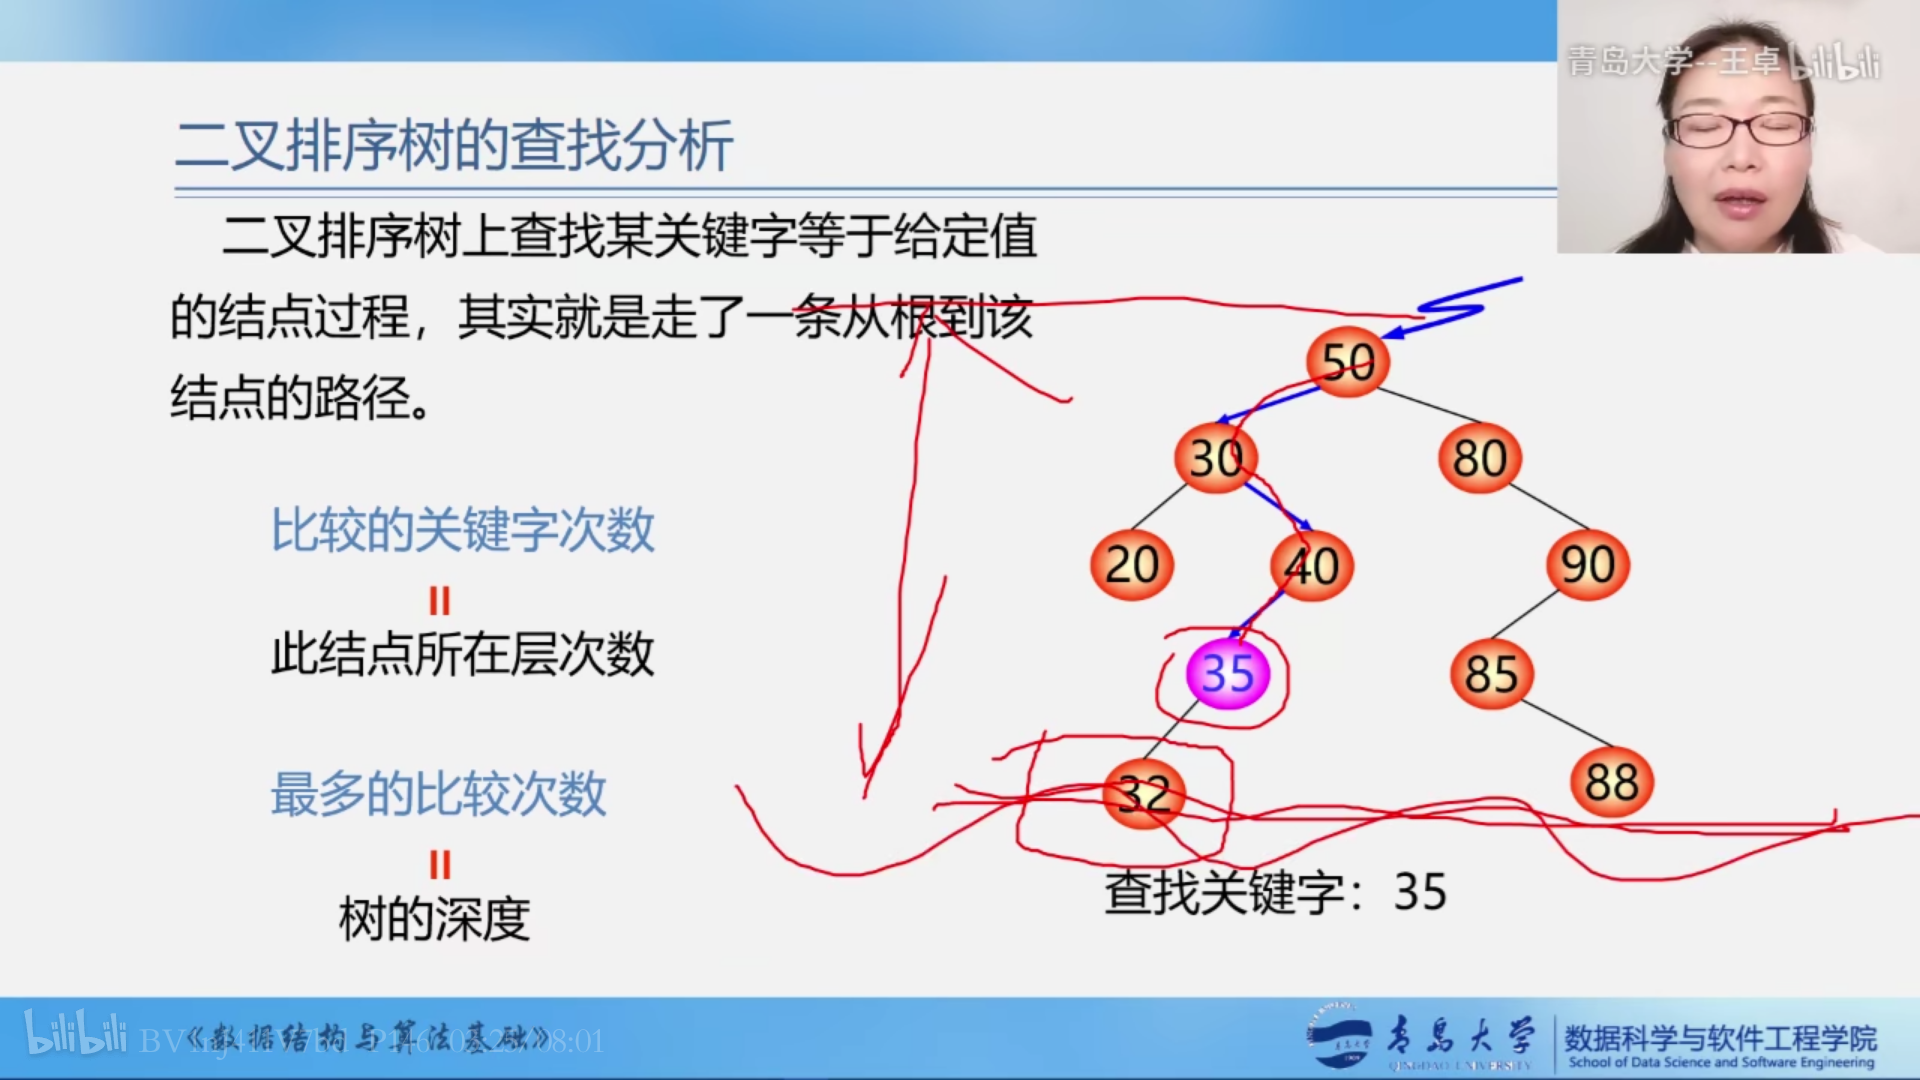 青岛大学--王卓 bilibili
二叉排序树的查找分析
二叉排序树上查找某关键字等于给定值
的结点过程，其实就是走了一条从根到该
结点的路径。
比较的关键字次数
=
此结点所在层次数
最多的比较次数
=
树的深度
50
30
80
20
40
90
35
85
32
88
查找关键字：35
bilibili
《数据结构与算法基础》
08:01
青岛大学
QINGDAO UNIVERSITY
数据科学与软件工程学院
School of Data Science and Software Engineering